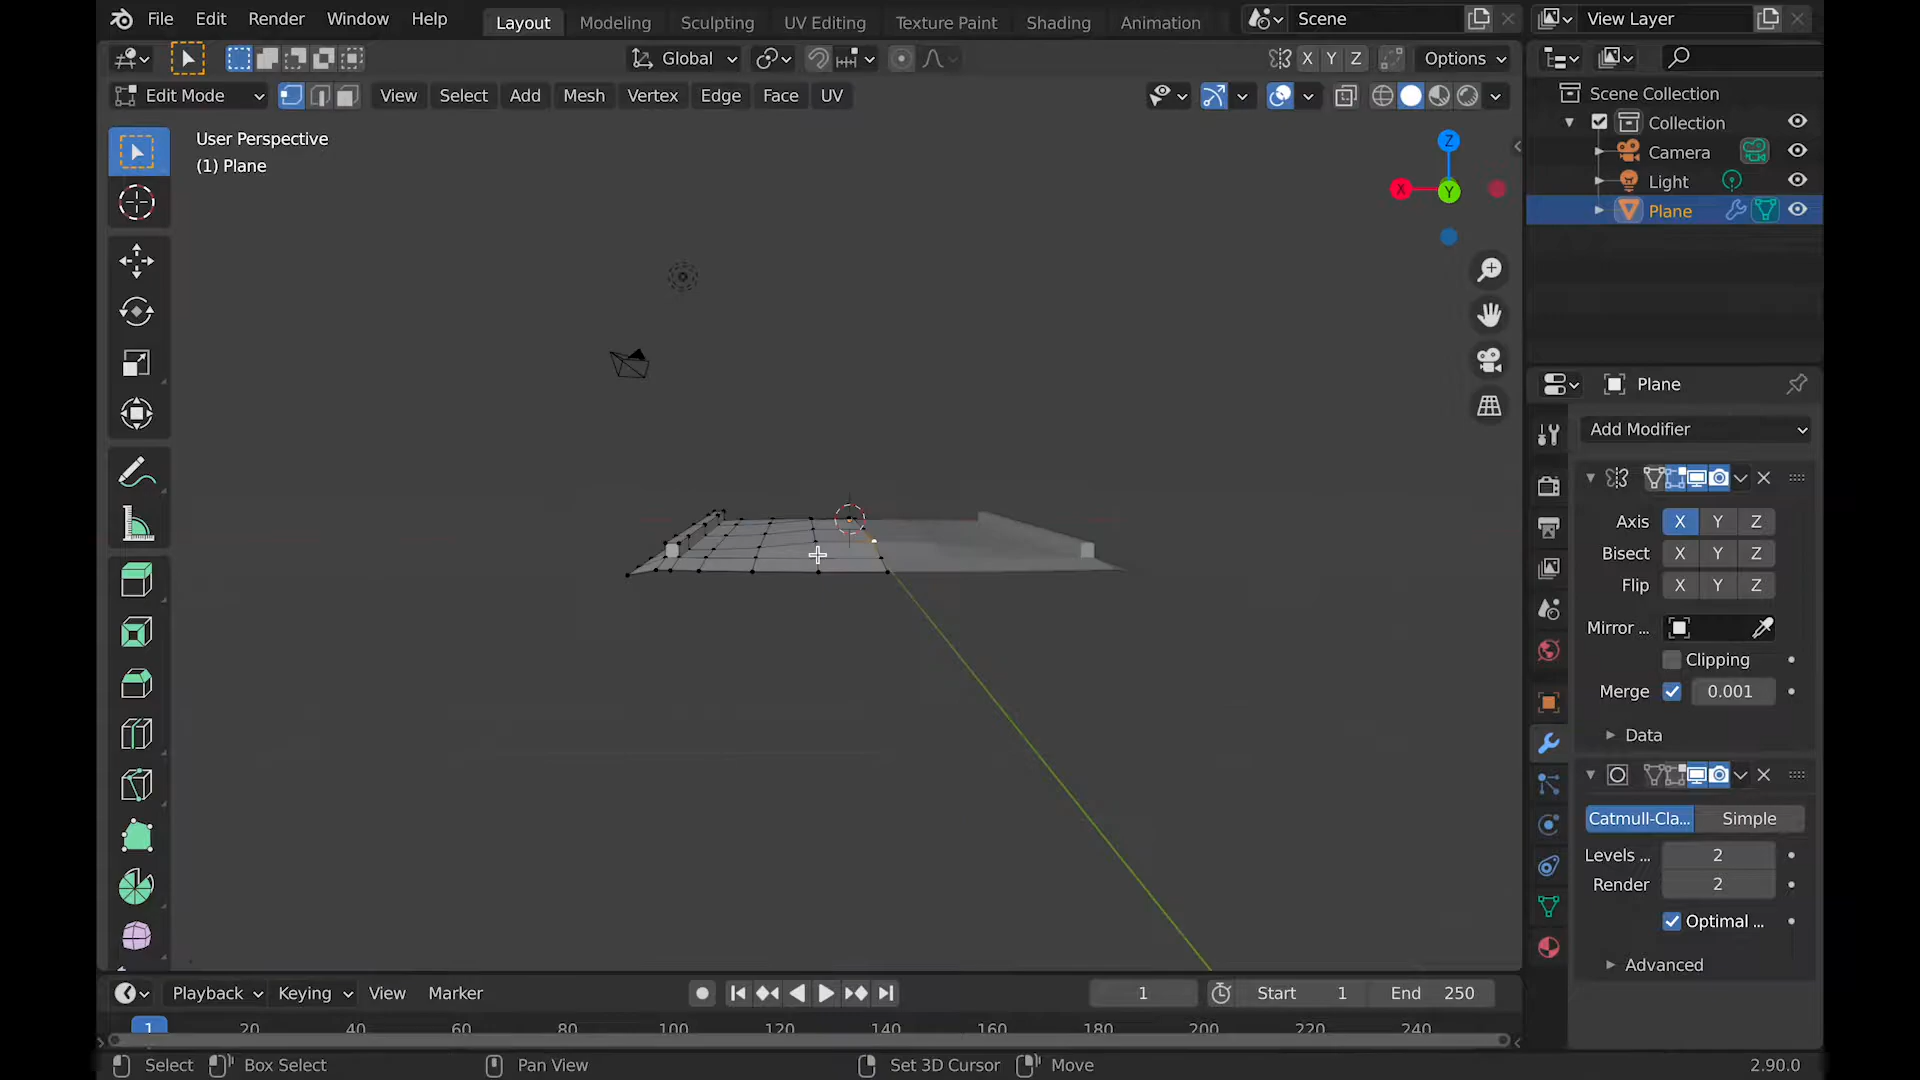 File Edit Render Window Help Layout Modeling Sculpting UV Editing Texture Paint Shading Animation Scene View Layer
Global X Y Z Options
Edit Mode View Select Add Mesh Vertex Edge Face UV
Scene Collection
Collection
Camera
Light
Plane
User Perspective
(1) Plane
Z
X
Y
Plane
Add Modifier
Axis X Y Z
Bisect X Y Z
Flip X Y Z
Mirror ...
Clipping
Merge 0.001
Data
Catmull-Cla... Simple
Levels ... 2
Render 2
Optimal ...
Advanced
Playback Keying View Marker 1 Start 1 End 250
1 20 40 60 80 100 120 140 160 180 200 220 240
Select Box Select Pan View Set 3D Cursor Move 2.90.0